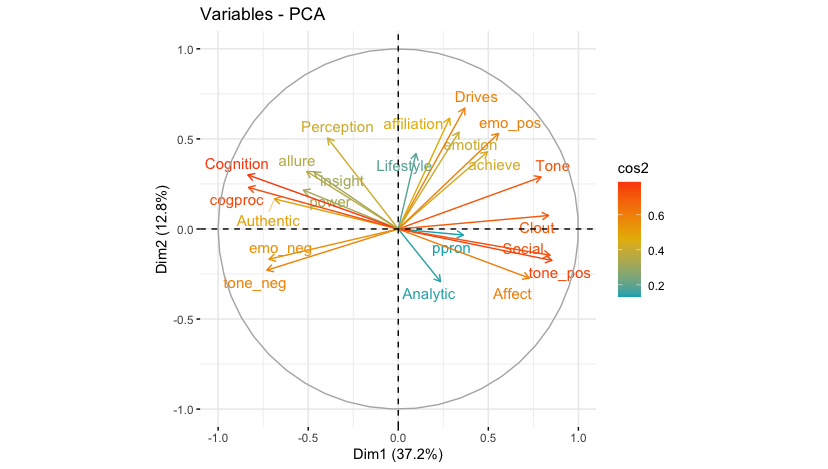 Variables - PCA
1.0
0.5
0.0
-0.5
-1.0
Dim2 (12.8%)
Drives
affiliation
emo_pos
Perception
emotion
Cognition
allure
Lifestyle
achieve
Tone
insight
cogproc
power
Authentic
Clout
emo_neg
ppron
Social
tone_pos
tone_neg
Analytic
Affect
-1.0
-0.5
0.0
0.5
1.0
Dim1 (37.2%)
cos2
0.6
0.4
0.2